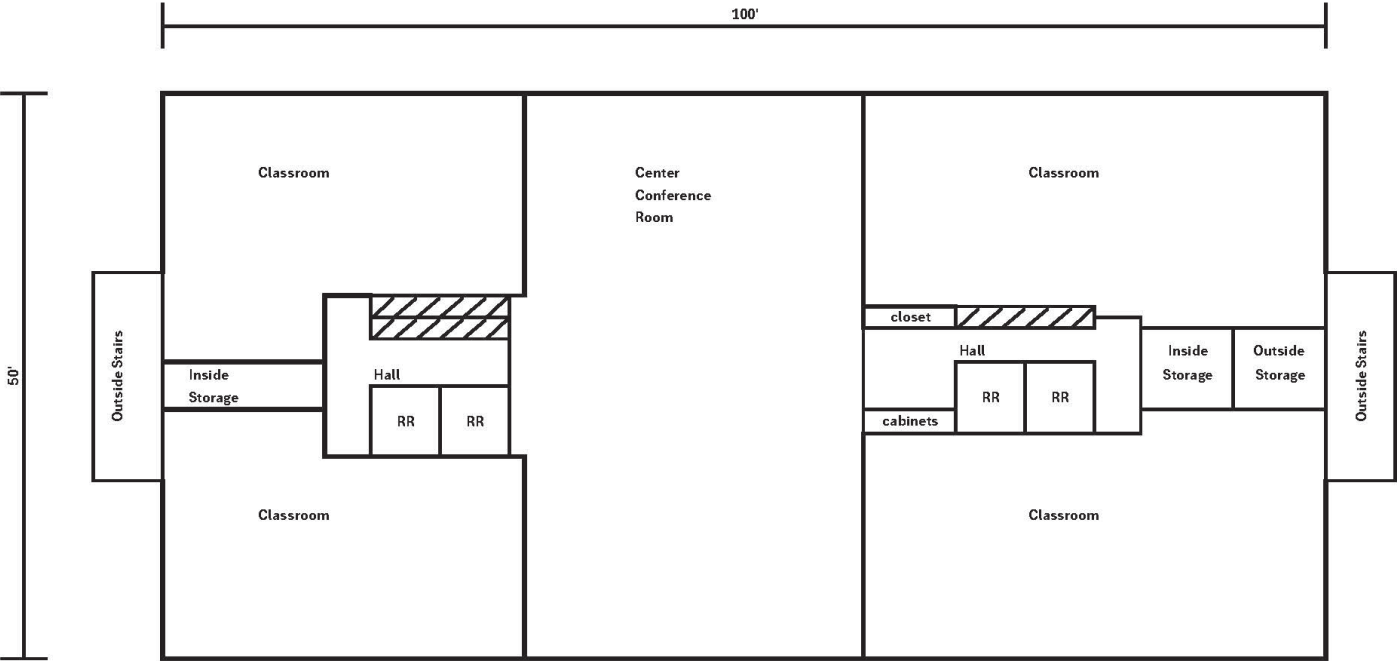 100'
50'
Classroom
Center
Conference
Room
Classroom
Outside Stairs
Inside
Storage
Hall
RR
RR
closet
Hall
RR
RR
cabinets
Inside
Storage
Outside
Storage
Outside Stairs
Classroom
Classroom